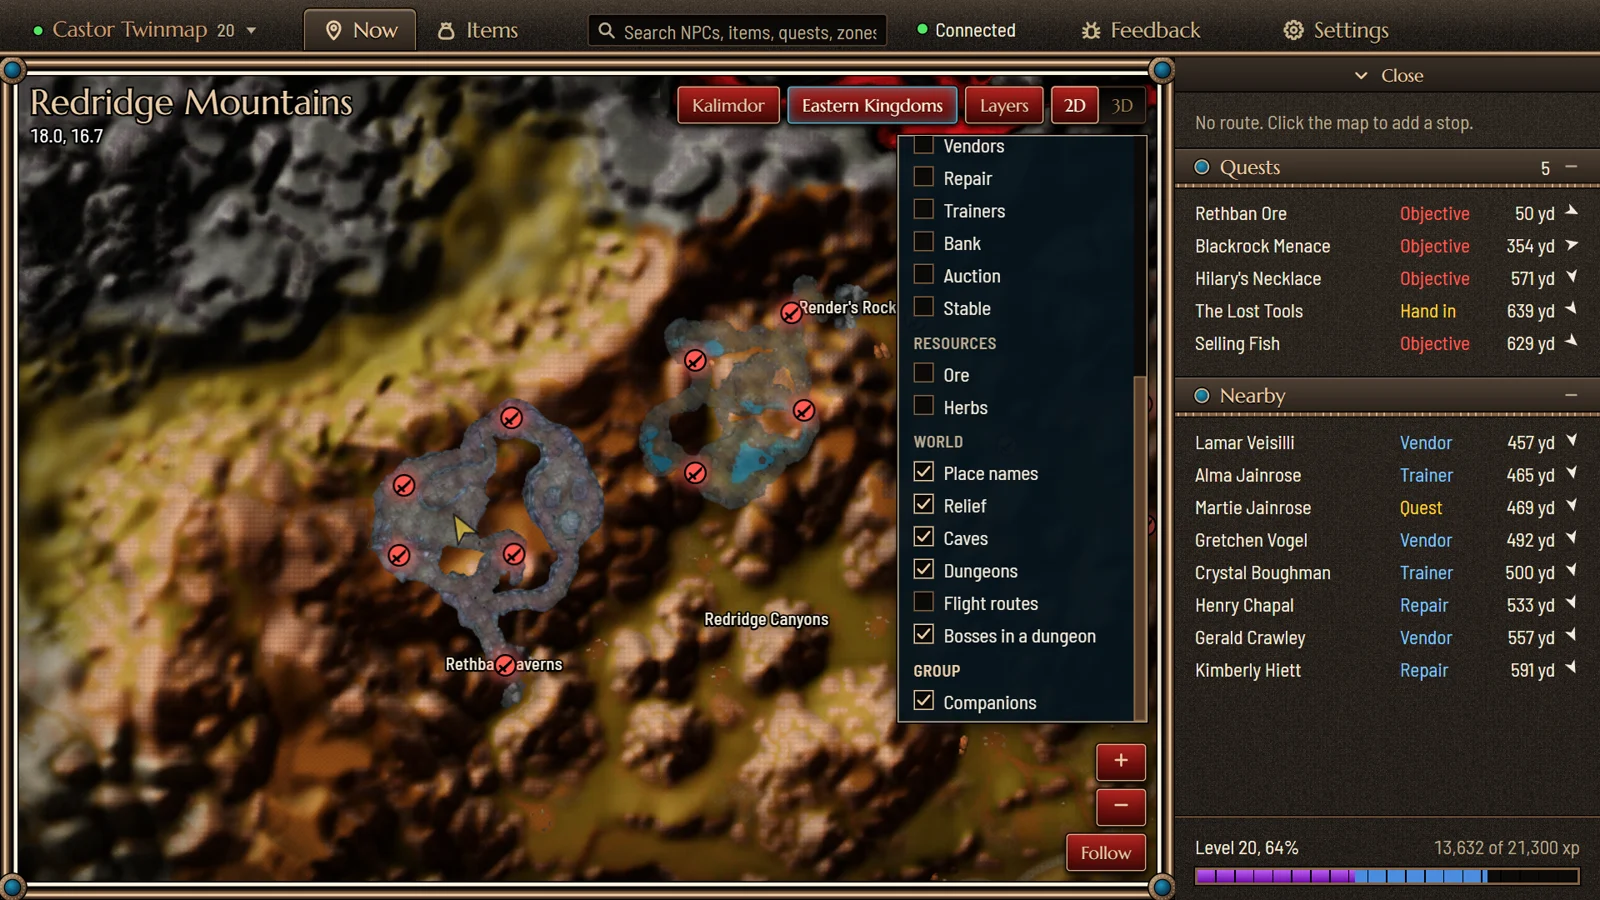 Castor Twinmap 20
Now
Items
Search NPCs, items, quests, zones
Connected
Feedback
Settings
Redridge Mountains
18.0, 16.7
Kalimdor
Eastern Kingdoms
Layers
2D
3D
Vendors
Repair
Trainers
Bank
Auction
Stable
RESOURCES
Ore
Herbs
WORLD
Place names
Relief
Caves
Dungeons
Flight routes
Bosses in a dungeon
GROUP
Companions
Render's Rock
Redridge Canyons
Rethba averns
+
−
Follow
Close
No route. Click the map to add a stop.
Quests 5 −
Rethban Ore Objective 50 yd
Blackrock Menace Objective 354 yd
Hilary's Necklace Objective 571 yd
The Lost Tools Hand in 639 yd
Selling Fish Objective 629 yd
Nearby −
Lamar Veisilli Vendor 457 yd
Alma Jainrose Trainer 465 yd
Martie Jainrose Quest 469 yd
Gretchen Vogel Vendor 492 yd
Crystal Boughman Trainer 500 yd
Henry Chapal Repair 533 yd
Gerald Crawley Vendor 557 yd
Kimberly Hiett Repair 591 yd
Level 20, 64% 13,632 of 21,300 xp